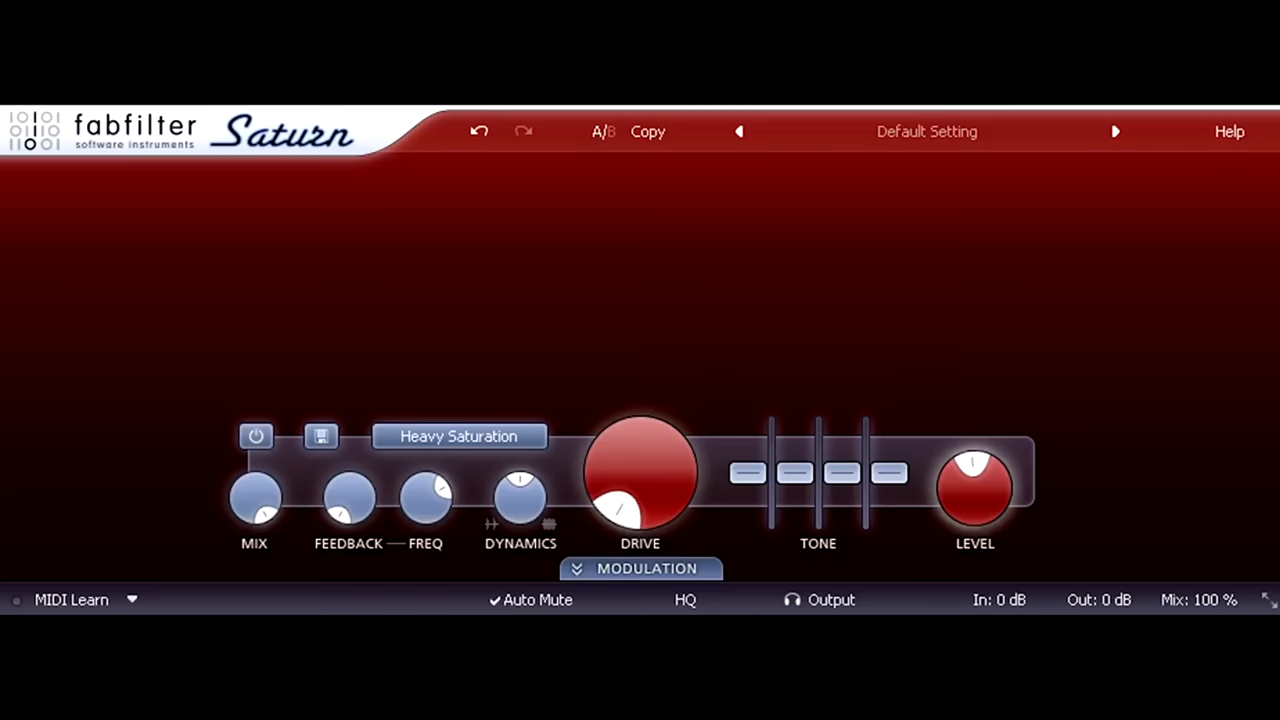 fabfilter
software instruments
Saturn
A/B Copy Default Setting Help
Heavy Saturation
MIX FEEDBACK FREQ DYNAMICS DRIVE TONE LEVEL
MODULATION
MIDI Learn Auto Mute HQ Output In: 0 dB Out: 0 dB Mix: 100 %